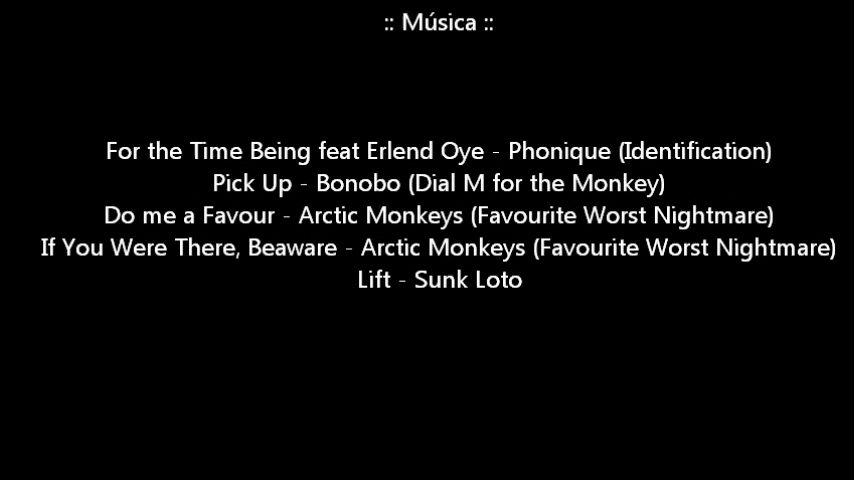 :: Música ::
For the Time Being feat Erlend Oye - Phonique (Identification)
Pick Up - Bonobo (Dial M for the Monkey)
Do me a Favour - Arctic Monkeys (Favourite Worst Nightmare)
If You Were There, Beaware - Arctic Monkeys (Favourite Worst Nightmare)
Lift - Sunk Loto